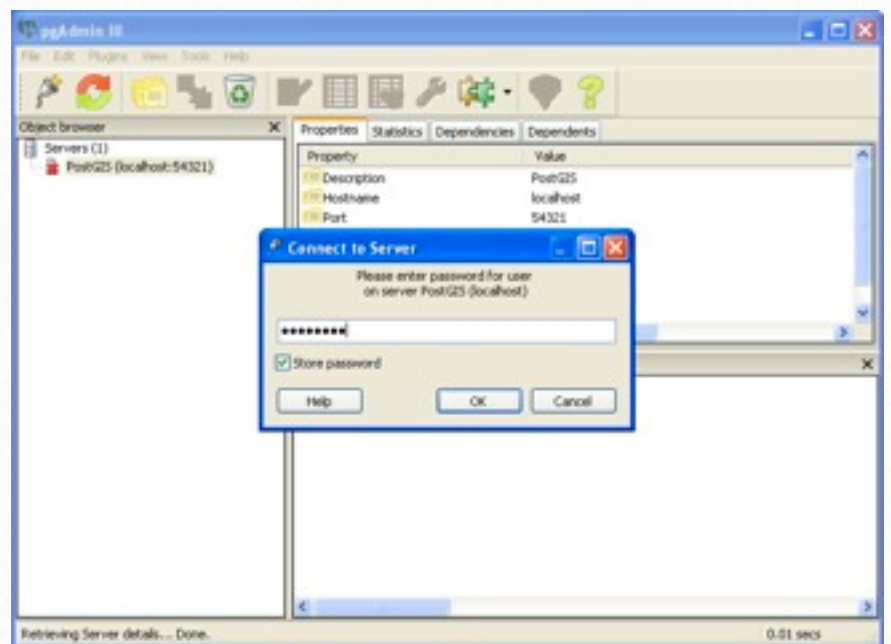 pgAdmin III
File Edit Plugins View Tools Help
Object browser
Servers (1)
PostGIS (localhost:54321)
Properties Statistics Dependencies Dependents
Property Value
Description PostGIS
Hostname localhost
Port 54321
Connect to Server
Please enter password for user
on server PostGIS (localhost)
Store password
Help OK Cancel
Retrieving Server details... Done. 0.01 secs